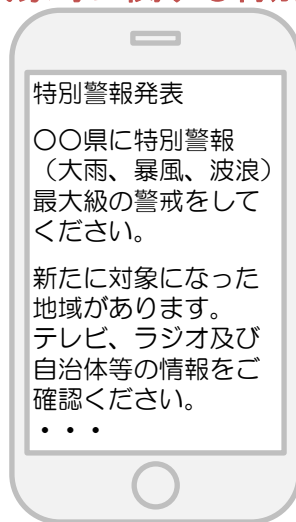 特別警報発表
〇〇県に特別警報
（大雨、暴風、波浪）
最大級の警戒をして
ください。
新たに対象になった
地域があります。
テレビ、ラジオ及び
自治体等の情報をご
確認ください。
・・・